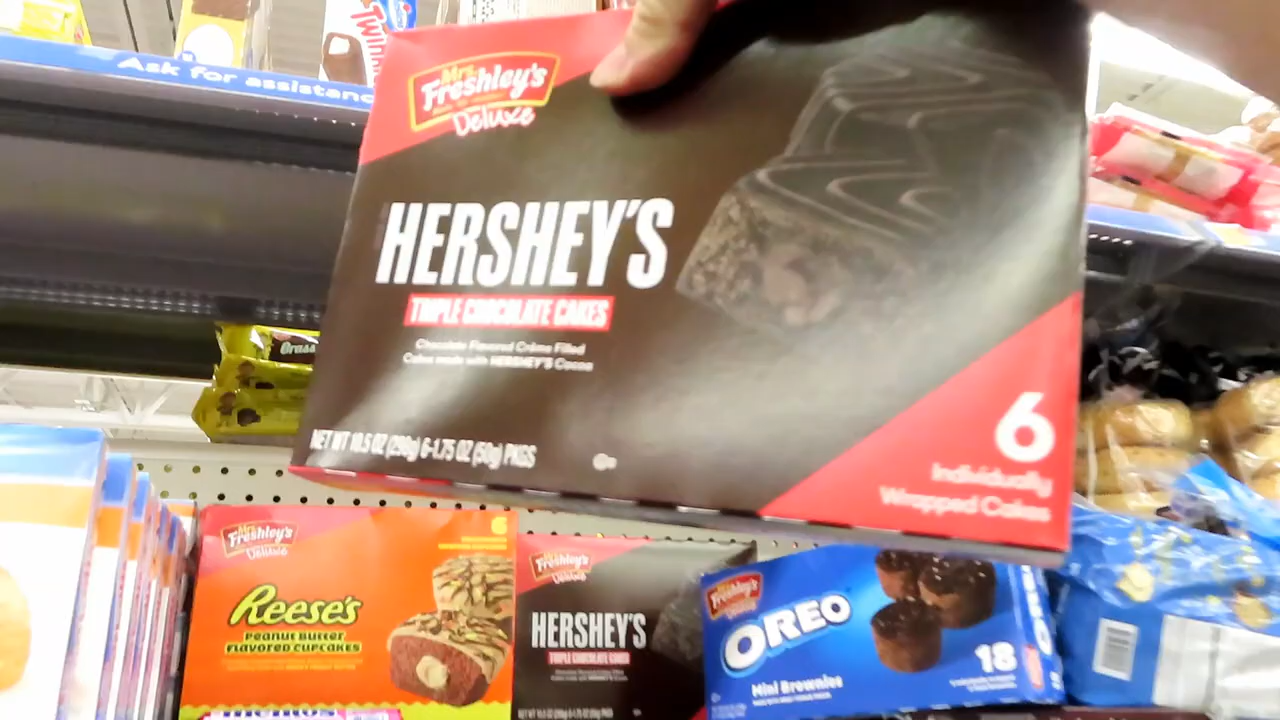 Ask for assistance
Twin
Mrs.
Freshley's
Deluxe
HERSHEY'S
TRIPLE CHOCOLATE CAKES
Chocolate Flavored Crème Filled
Cakes made with HERSHEY'S Cocoa
NET WT 10.5 OZ (298g) 6-1.75 OZ (50g) PKGS
6
Individually
Wrapped Cakes
Mrs.
Freshley's
Deluxe
6
Reese's
PEANUT BUTTER
FLAVORED CUPCAKES
mentos
Mrs.
Freshley's
Deluxe
HERSHEY'S
TRIPLE CHOCOLATE CAKES
Mrs.
Freshley's
Deluxe
OREO
Mini Brownies
18